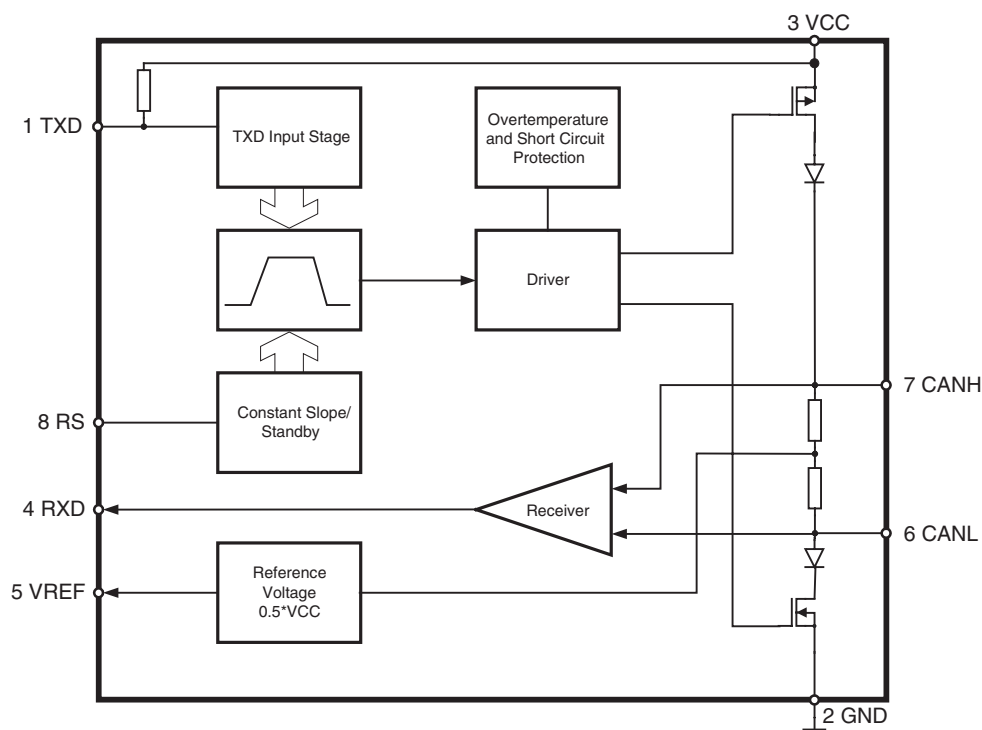 3 VCC
1 TXD
TXD Input Stage
Overtemperature
and Short Circuit
Protection
Driver
7 CANH
8 RS
Constant Slope/
Standby
4 RXD
Receiver
6 CANL
5 VREF
Reference
Voltage
0.5*VCC
2 GND